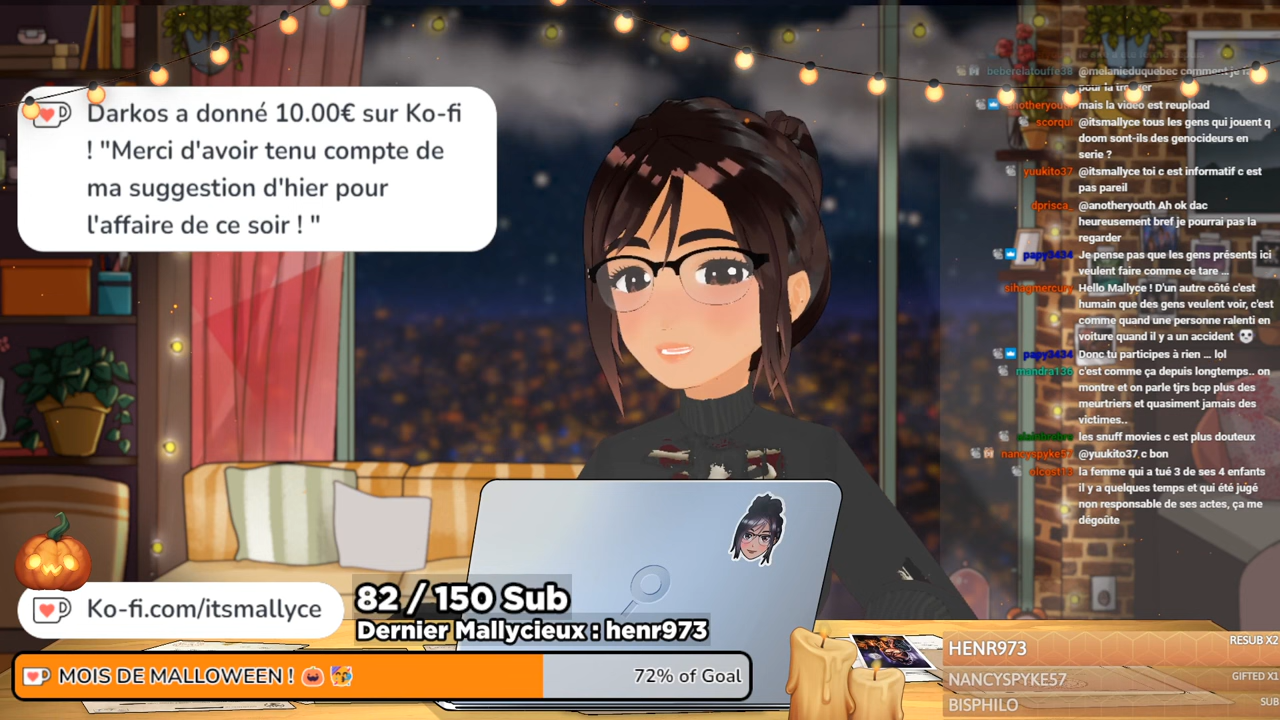 Darkos a donné 10.00€ sur Ko-fi
! "Merci d'avoir tenu compte de
ma suggestion d'hier pour
l'affaire de ce soir ! "
beberelatouffe38 @melanieduquebec comment je
pour la
mais la vidéo est reupload
scorqui @itsmallyce tous les gens qui jouent q
doom sont-ils des genocideurs en
serie ?
yuukito37 @itsmallyce toi c est informatif c est
pas pareil
dprisca_ @anotheryouth Ah ok dac
heureusement bref je pourrai pas la
regarder
papy3434 Je pense pas que les gens présents ici
veulent faire comme ce tare ...
sihagmercury Hello Mallyce ! D'un autre côté c'est
humain que des gens veulent voir, c'est
comme quand une personne ralenti en
voiture quand il y a un accident
papy3434 Donc tu participes à rien ... lol
mandra136 c'est comme ça depuis longtemps.. on
montre et on parle tjrs bcp plus des
meurtriers et quasiment jamais des
victimes..
les snuff movies c est plus douteux
nancyspyke57 @yuukito37 c bon
la femme qui a tué 3 de ses 4 enfants
il y a quelques temps et qui été jugé
non responsable de ses actes, ça me
dégoûte
Ko-fi.com/itsmallyce
82 / 150 Sub
Dernier Mallycieux : henr973
MOIS DE MALLOWEEN !
72% of Goal
HENR973 RESUB X2
NANCYSPYKE57 GIFTED X1
BISPHILO SUB